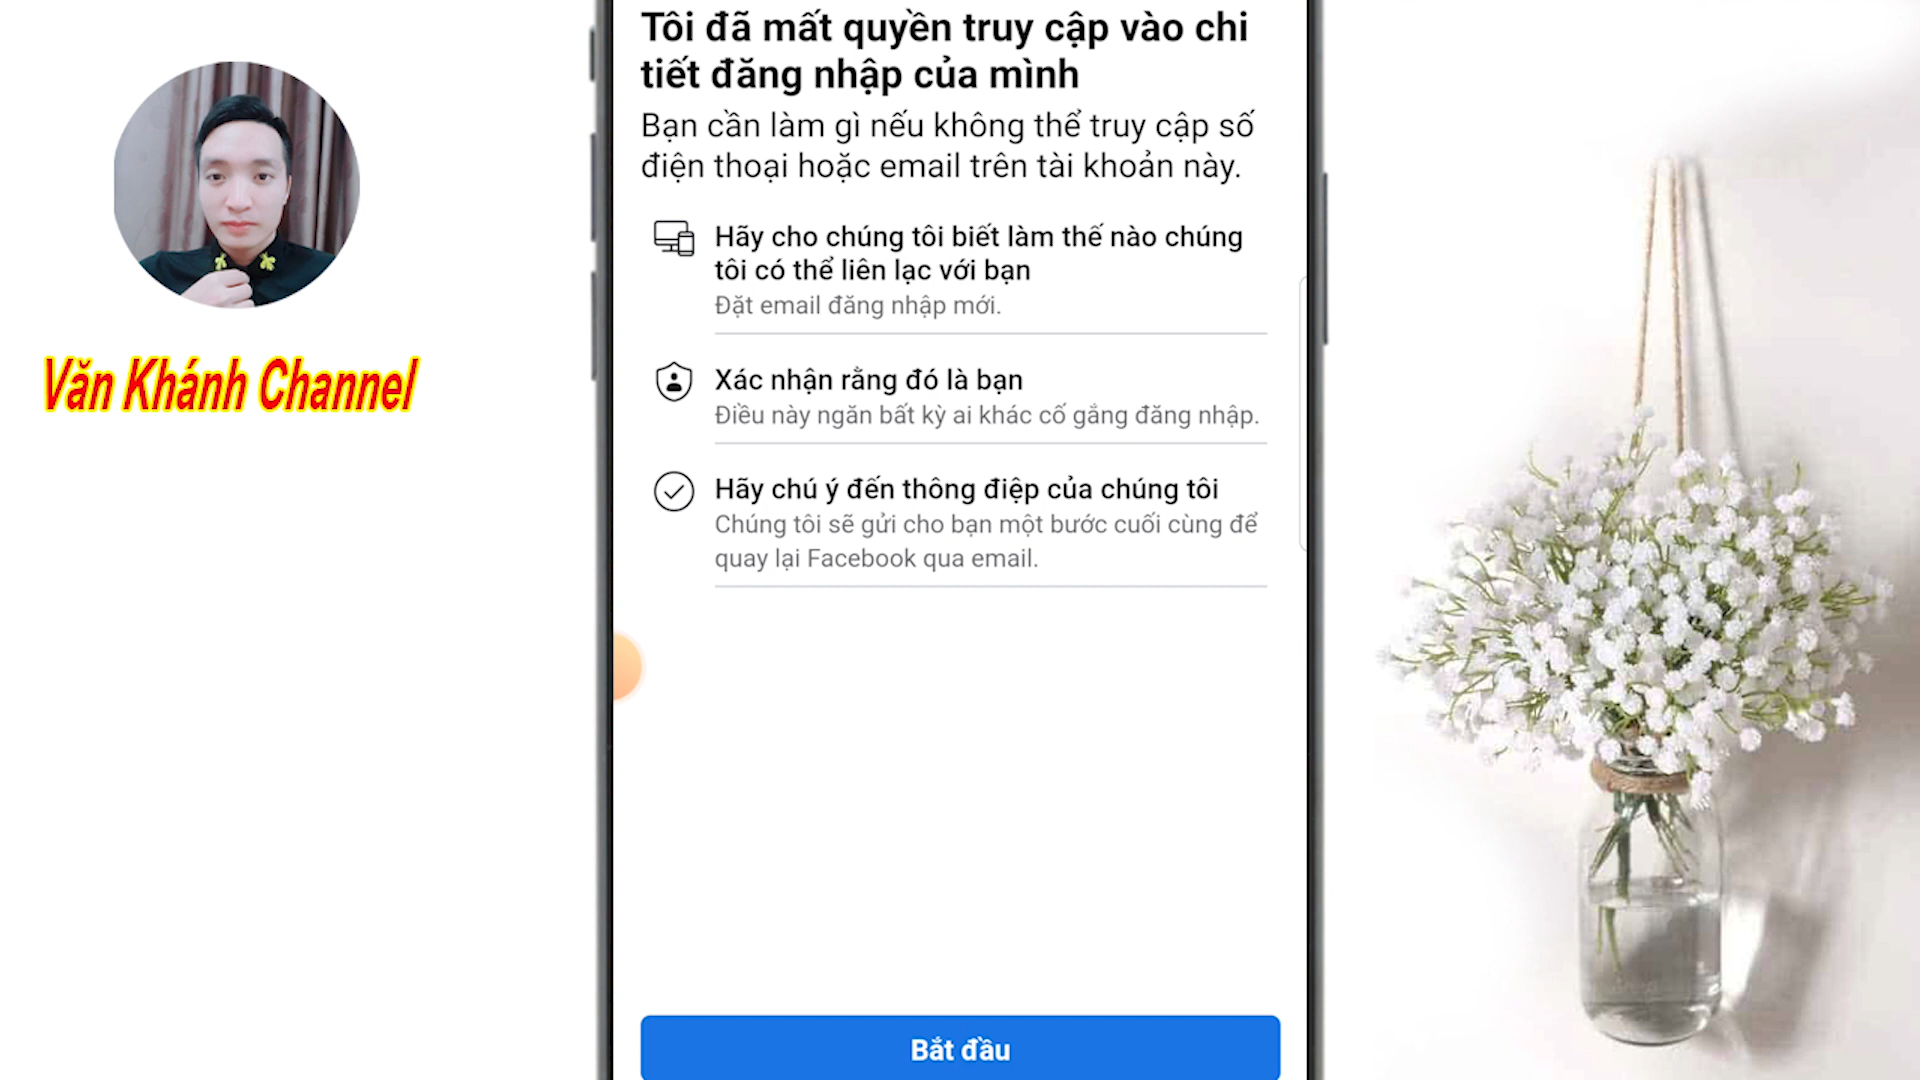 Văn Khánh Channel
Tôi đã mất quyền truy cập vào chi
tiết đăng nhập của mình
Bạn cần làm gì nếu không thể truy cập số
điện thoại hoặc email trên tài khoản này.
Hãy cho chúng tôi biết làm thế nào chúng
tôi có thể liên lạc với bạn
Đặt email đăng nhập mới.
Xác nhận rằng đó là bạn
Điều này ngăn bất kỳ ai khác cố gắng đăng nhập.
Hãy chú ý đến thông điệp của chúng tôi
Chúng tôi sẽ gửi cho bạn một bước cuối cùng để
quay lại Facebook qua email.
Bắt đầu